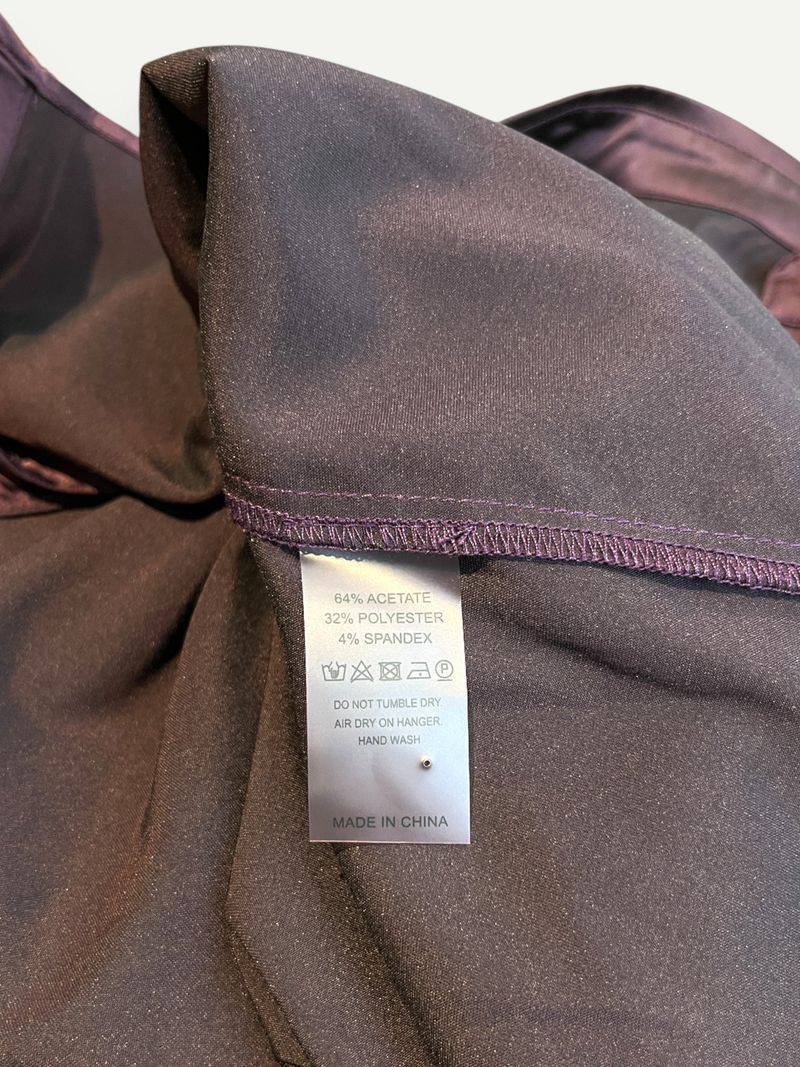 64% ACETATE
32% POLYESTER
4% SPANDEX
P
DO NOT TUMBLE DRY.
AIR DRY ON HANGER.
HAND WASH
MADE IN CHINA